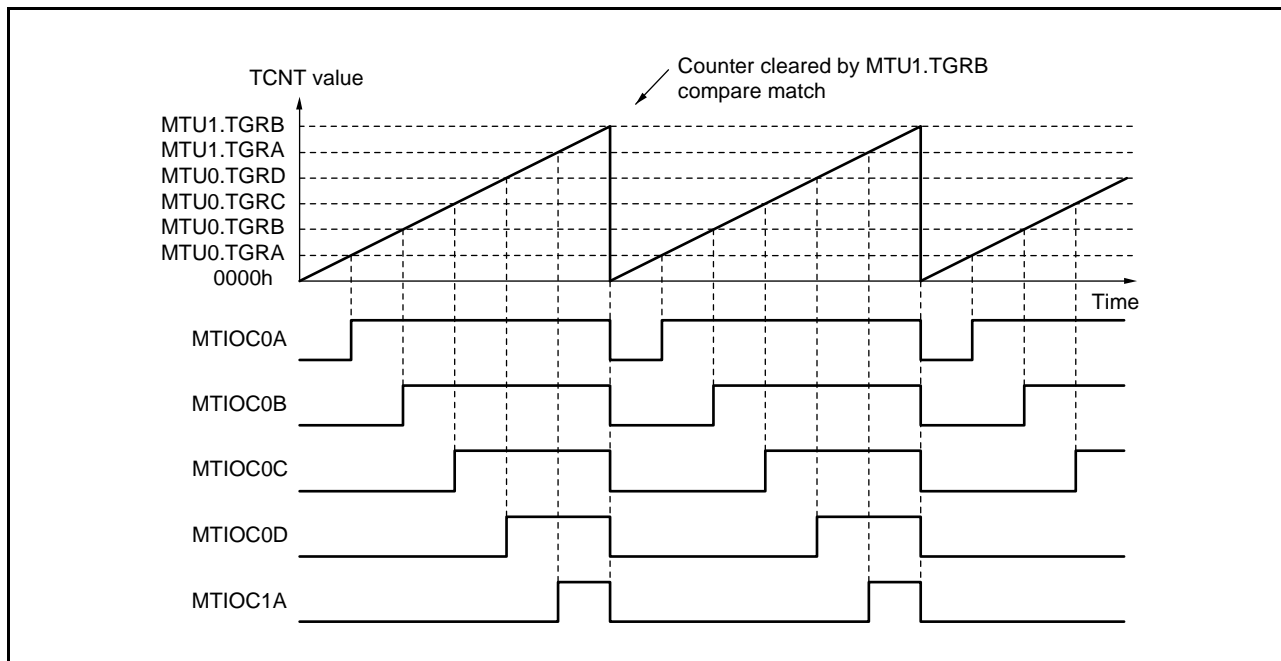 Counter cleared by MTU1.TGRB
compare match
TCNT value
MTU1.TGRB
MTU1.TGRA
MTU0.TGRD
MTU0.TGRC
MTU0.TGRB
MTU0.TGRA
0000h
Time
MTIOC0A
MTIOC0B
MTIOC0C
MTIOC0D
MTIOC1A